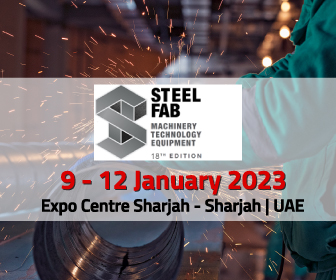 STEEL
FAB
MACHINERY
TECHNOLOGY
EQUIPMENT
18TH EDITION
9 - 12 January 2023
Expo Centre Sharjah - Sharjah | UAE